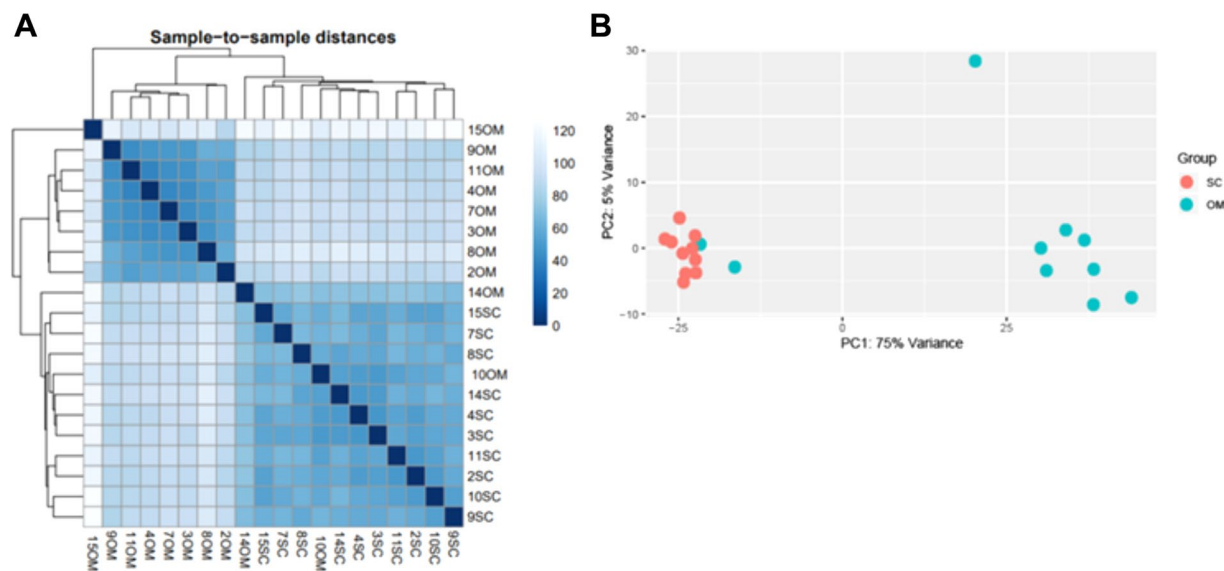 A
Sample-to-sample distances
15OM
9OM
11OM
4OM
7OM
3OM
8OM
2OM
14OM
15SC
7SC
8SC
10OM
14SC
4SC
3SC
11SC
2SC
10SC
9SC
15OM 9OM 11OM 4OM 7OM 3OM 8OM 2OM 14OM 15SC 7SC 8SC 10OM 14SC 4SC 3SC 11SC 2SC 10SC 9SC
120
100
80
60
40
20
0
B
30
20
10
0
-10
PC2: 5% Variance
-25 0 25
PC1: 75% Variance
Group
SC
OM